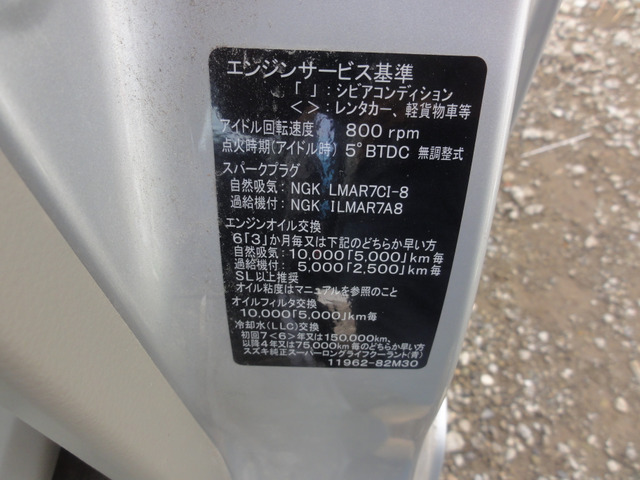 エンジンサービス基準
「 」:シビアコンディション
< >:レンタカー、軽貨物車等
アイドル回転速度 800 rpm
点火時期(アイドル時) 5°BTDC 無調整式
スパークプラグ
自然吸気: NGK LMAR7CI-8
過給機付: NGK ILMAR7A8
エンジンオイル交換
6「3」か月毎又は下記のどちらか早い方
自然吸気: 10,000「5,000」km毎
過給機付: 5,000「2,500」km毎
SL以上推奨
オイル粘度はマニュアルを参照のこと
オイルフィルタ交換
10,000「5,000」km毎
冷却水(LLC)交換
初回7<6>年又は150,000km、
以降4年又は75,000km毎のどちらか早い方
スズキ純正スーパーロングライフクーラント(青)
11962-82M30